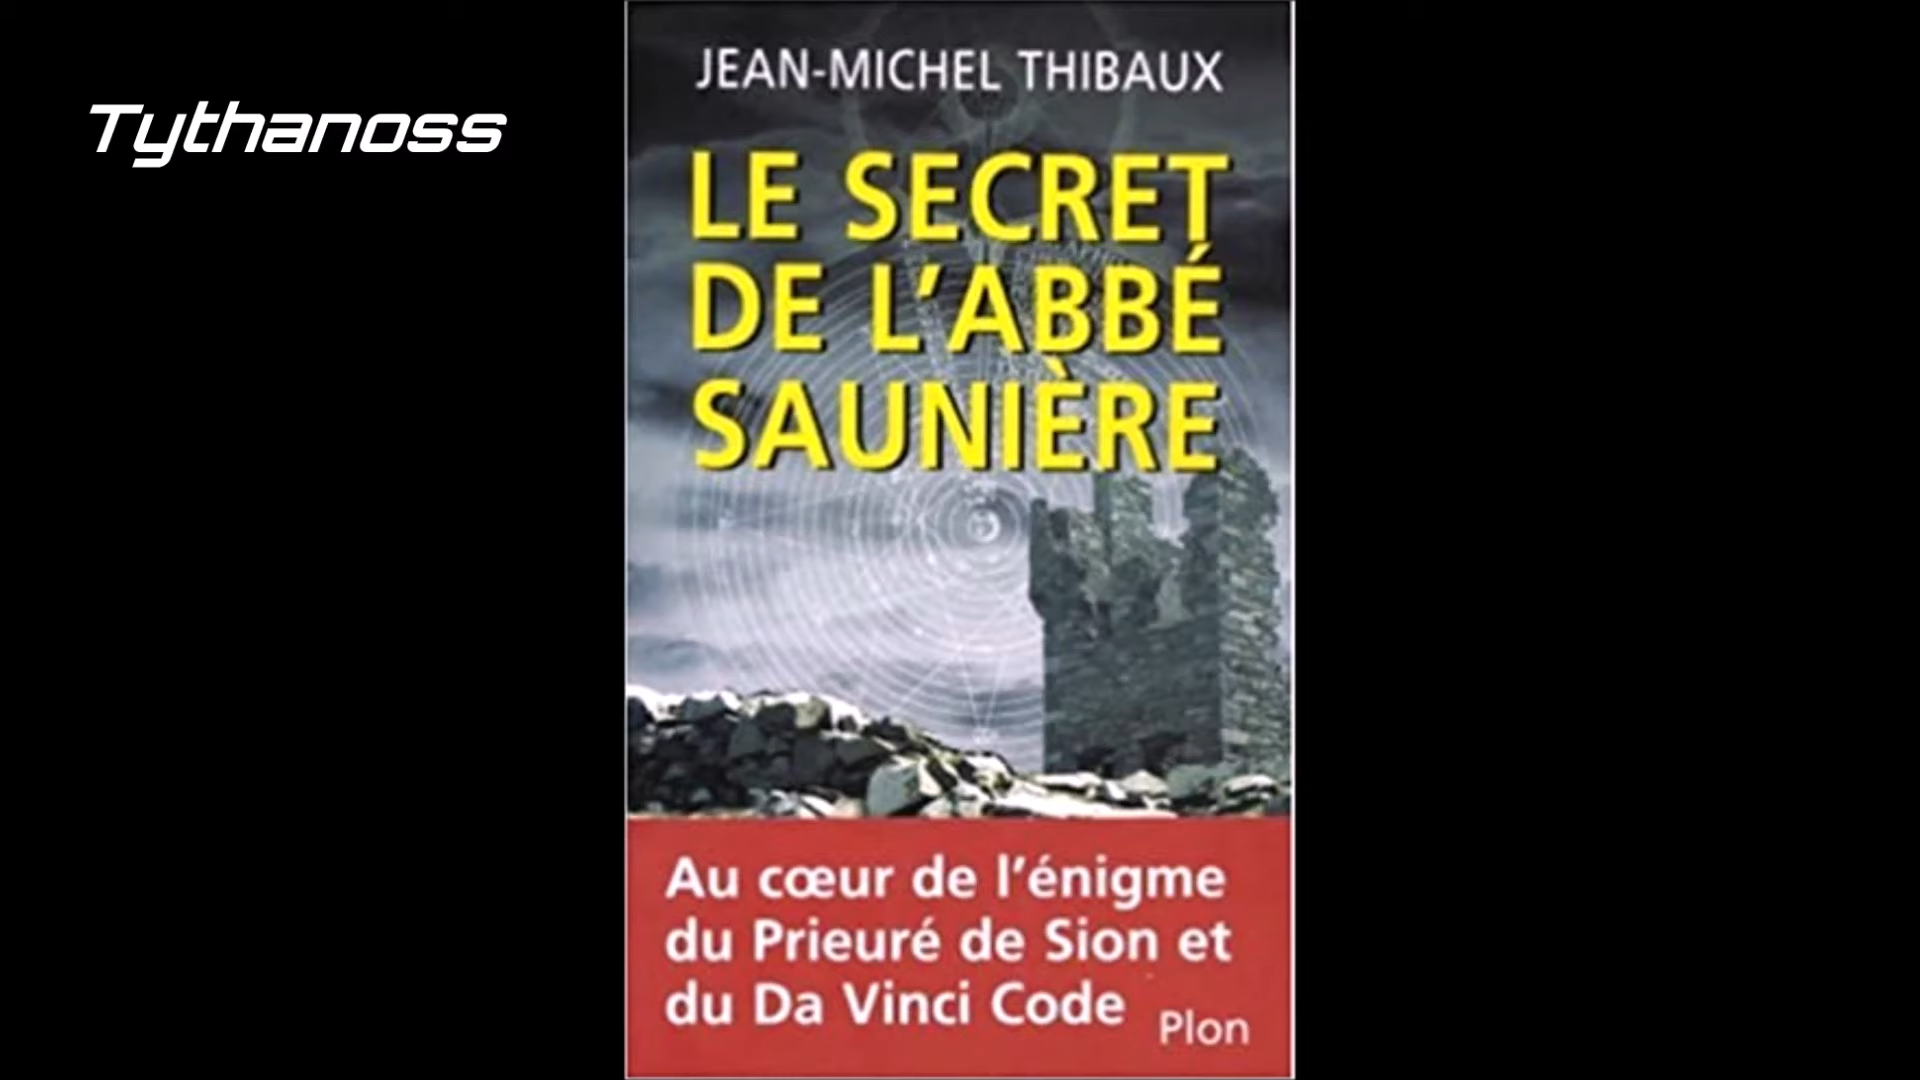 Tythanoss
JEAN-MICHEL THIBAUX
LE SECRET
DE L'ABBÉ
SAUNIÈRE
Au cœur de l'énigme
du Prieuré de Sion et
du Da Vinci Code
Plon